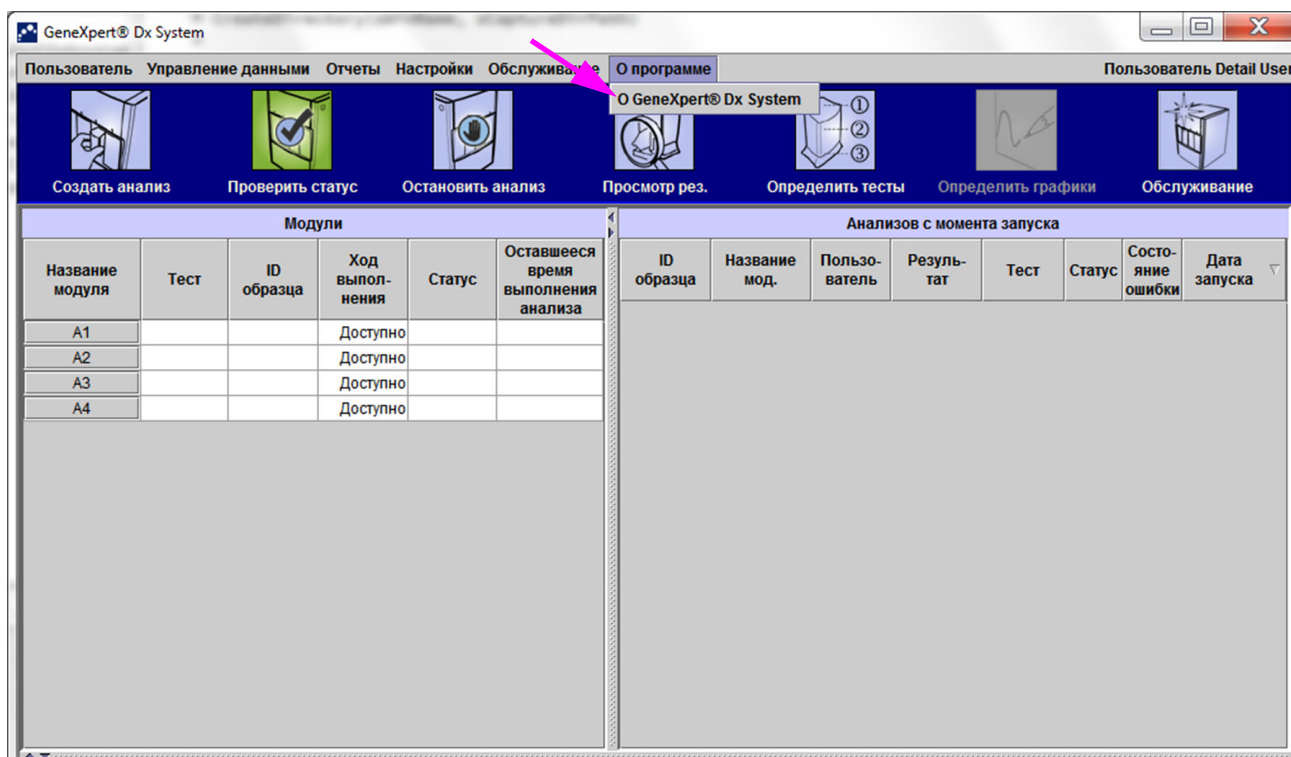 GeneXpert® Dx System
Пользователь Управление данными Отчеты Настройки Обслуживание О программе Пользователь Detail User
О GeneXpert® Dx System
Создать анализ Проверить статус Остановить анализ Просмотр рез. Определить тесты Определить графики Обслуживание
Модули
Название модуля
Тест
ID образца
Ход выпол-
нения
Статус
Оставшееся
время
выполнения
анализа
A1 Доступно
A2 Доступно
A3 Доступно
A4 Доступно
Анализов с момента запуска
ID образца
Название мод.
Пользо-
ватель
Резуль-
тат
Тест
Статус
Состо-
яние
ошибки
Дата
запуска